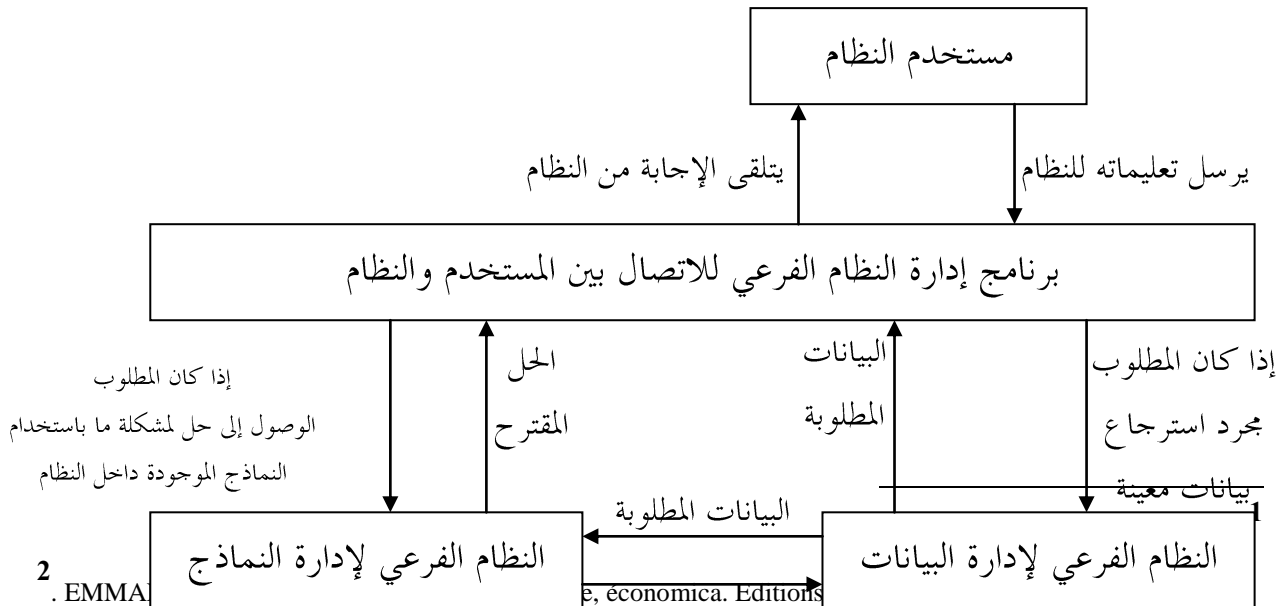 مستخدم النظام
يرسل تعليماته للنظام
يتلقى الإجابة من النظام
برنامج إدارة النظام الفرعي للاتصال بين المستخدم والنظام
إذا كان المطلوب
مجرد استرجاع
بيانات معينة
البيانات
المطلوبة
الحل
المقترح
إذا كان المطلوب
الوصول إلى حل لمشكلة ما باستخدام
النماذج الموجودة داخل النظام
1
البيانات المطلوبة
النظام الفرعي لإدارة البيانات
النظام الفرعي لإدارة النماذج
2
. économica. Editions